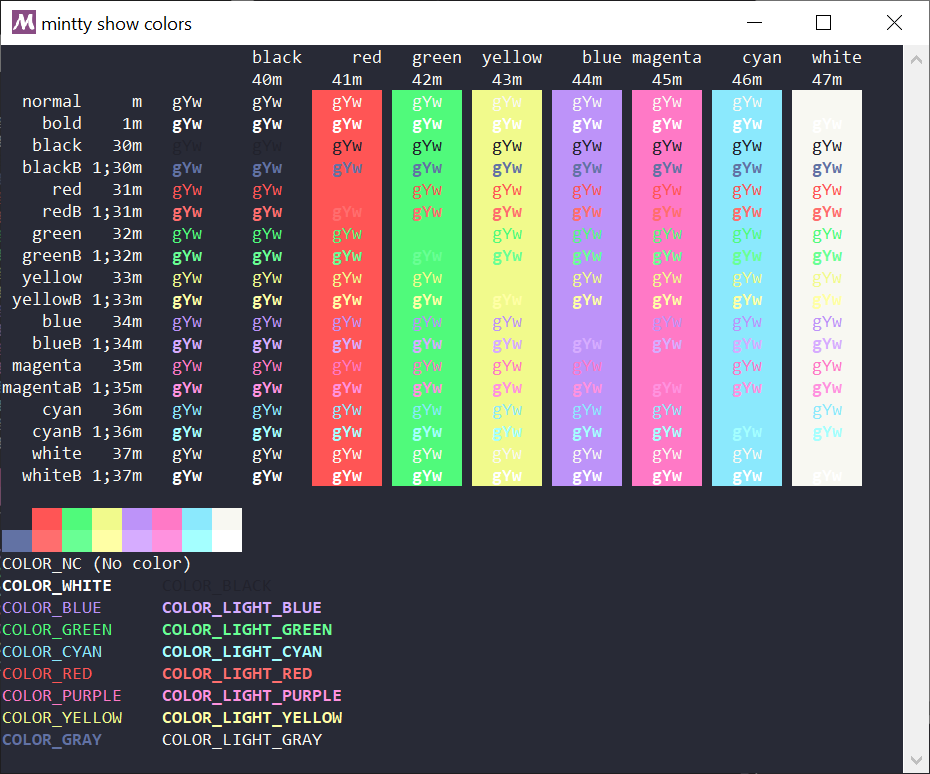 mintty show colors
black red green yellow blue magenta cyan white
40m 41m 42m 43m 44m 45m 46m 47m
normal m gYw gYw gYw gYw gYw gYw gYw gYw
bold 1m gYw gYw gYw gYw gYw gYw gYw gYw gYw
black 30m gYw gYw gYw gYw gYw gYw gYw gYw gYw
blackB 1;30m gYw gYw gYw gYw gYw gYw gYw gYw gYw
red 31m gYw gYw gYw gYw gYw gYw gYw gYw
redB 1;31m gYw gYw gYw gYw gYw gYw gYw gYw gYw
green 32m gYw gYw gYw gYw gYw gYw gYw gYw
greenB 1;32m gYw gYw gYw gYw gYw gYw gYw gYw gYw
yellow 33m gYw gYw gYw gYw gYw gYw gYw gYw
yellowB 1;33m gYw gYw gYw gYw gYw gYw gYw gYw gYw
blue 34m gYw gYw gYw gYw gYw gYw gYw gYw
blueB 1;34m gYw gYw gYw gYw gYw gYw gYw gYw gYw
magenta 35m gYw gYw gYw gYw gYw gYw gYw gYw
magentaB 1;35m gYw gYw gYw gYw gYw gYw gYw gYw gYw
cyan 36m gYw gYw gYw gYw gYw gYw gYw gYw
cyanB 1;36m gYw gYw gYw gYw gYw gYw gYw gYw gYw
white 37m gYw gYw gYw gYw gYw gYw gYw gYw
whiteB 1;37m gYw gYw gYw gYw gYw gYw gYw gYw gYw
COLOR_NC (No color)
COLOR_WHITE COLOR_BLACK
COLOR_BLUE COLOR_LIGHT_BLUE
COLOR_GREEN COLOR_LIGHT_GREEN
COLOR_CYAN COLOR_LIGHT_CYAN
COLOR_RED COLOR_LIGHT_RED
COLOR_PURPLE COLOR_LIGHT_PURPLE
COLOR_YELLOW COLOR_LIGHT_YELLOW
COLOR_GRAY COLOR_LIGHT_GRAY